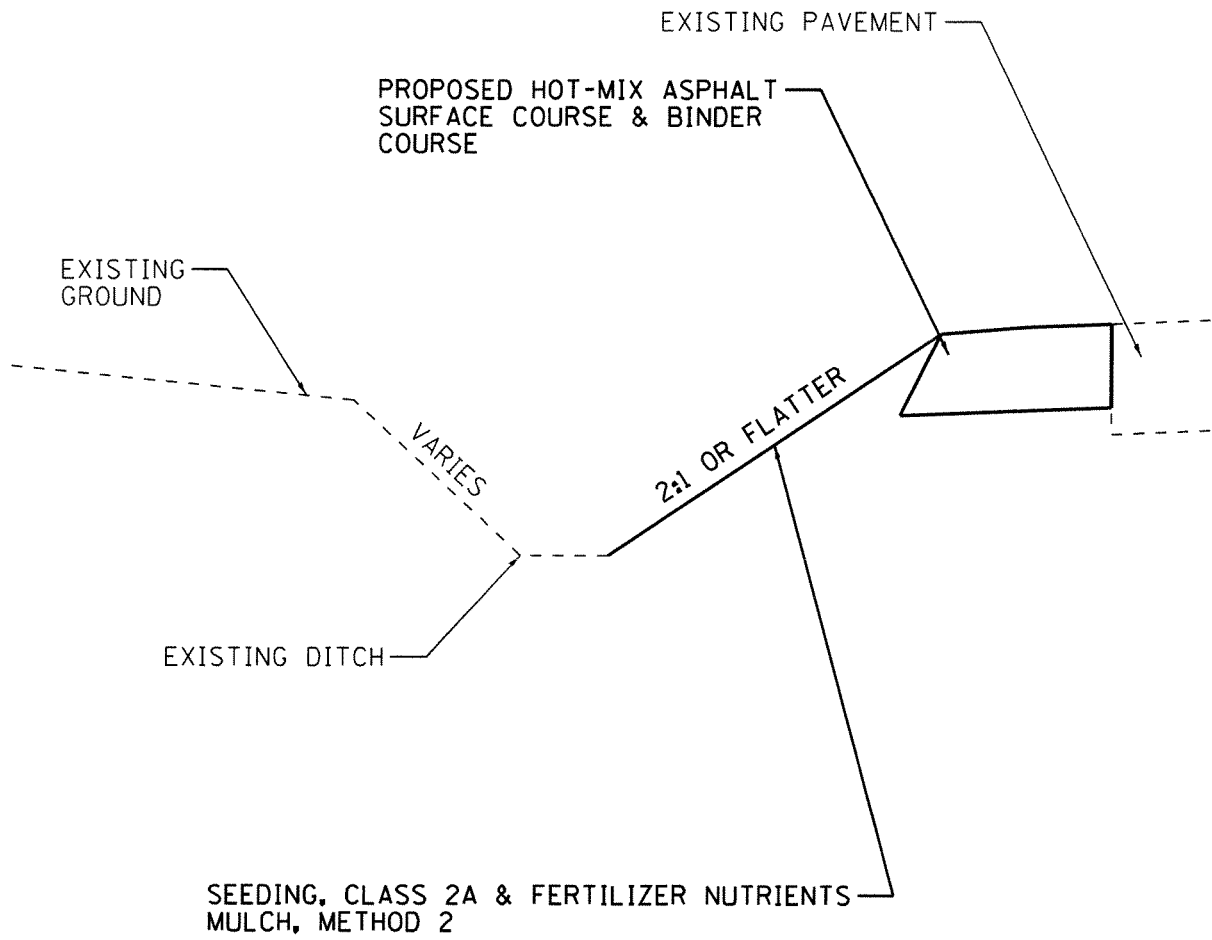 EXISTING PAVEMENT
PROPOSED HOT-MIX ASPHALT
SURFACE COURSE & BINDER
COURSE
EXISTING
GROUND
VARIES
2:1 OR FLATTER
EXISTING DITCH
SEEDING, CLASS 2A & FERTILIZER NUTRIENTS
MULCH, METHOD 2